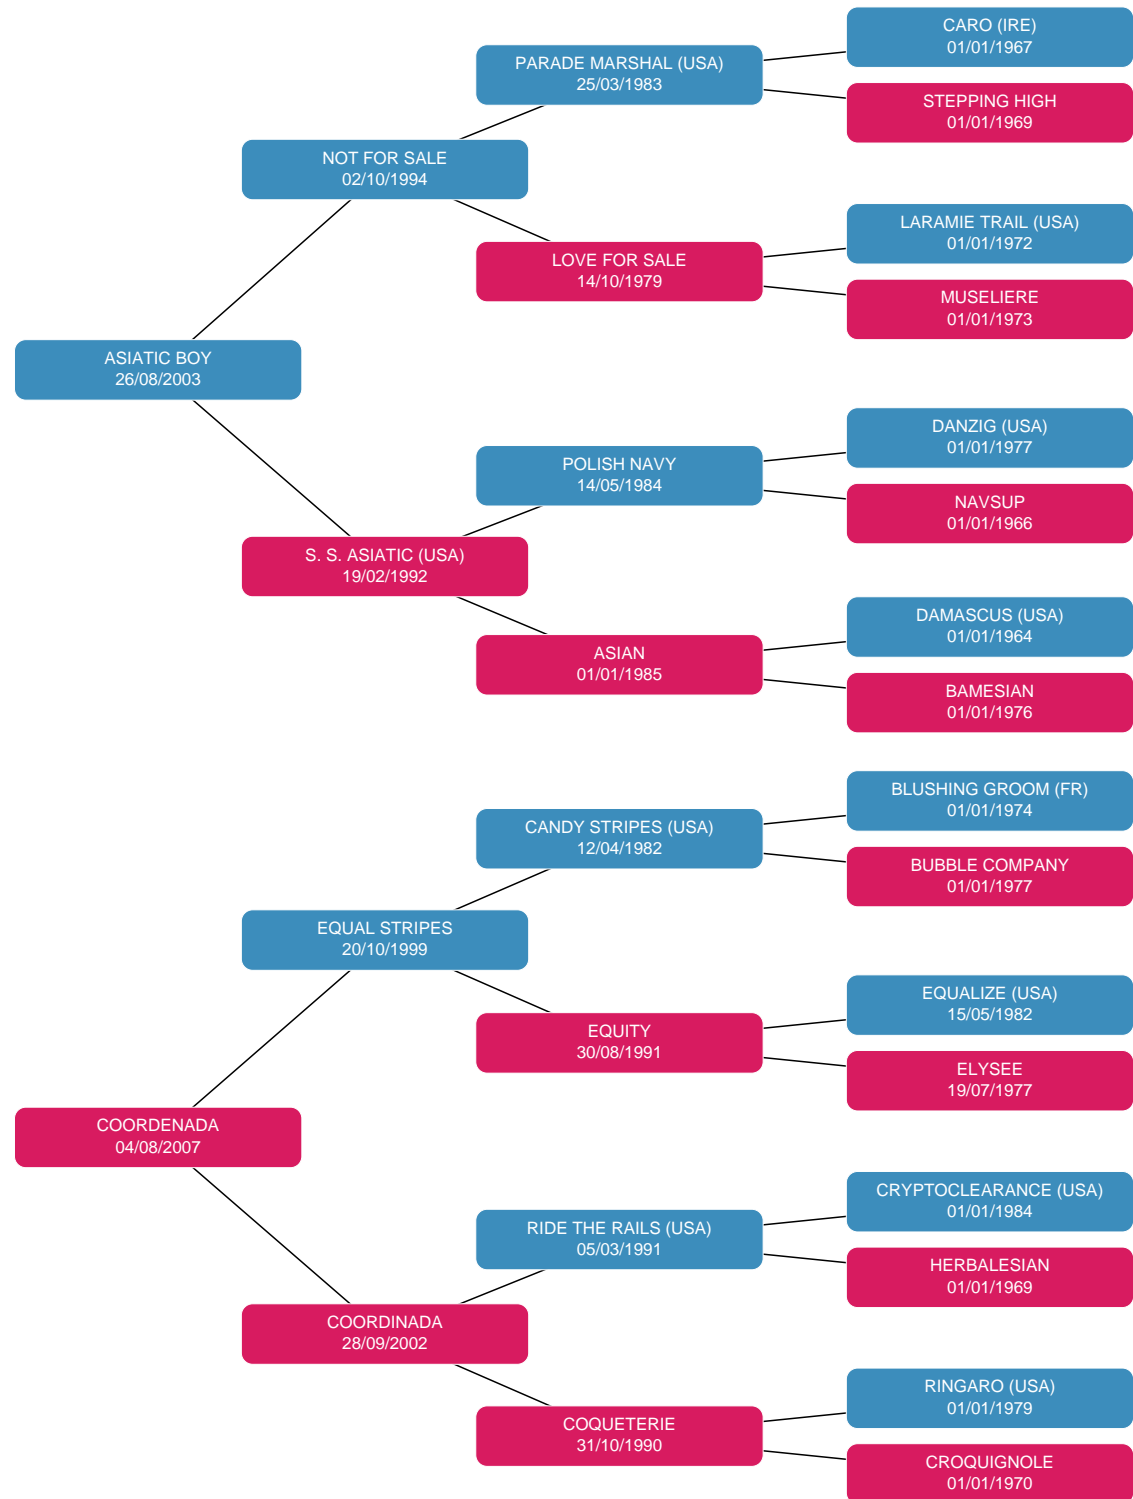 CARO (IRE)
01/01/1967
PARADE MARSHAL (USA)
25/03/1983
STEPPING HIGH
01/01/1969
NOT FOR SALE
02/10/1994
LARAMIE TRAIL (USA)
01/01/1972
LOVE FOR SALE
14/10/1979
MUSELIERE
01/01/1973
ASIATIC BOY
26/08/2003
DANZIG (USA)
01/01/1977
POLISH NAVY
14/05/1984
NAVSUP
01/01/1966
S. S. ASIATIC (USA)
19/02/1992
DAMASCUS (USA)
01/01/1964
ASIAN
01/01/1985
BAMESIAN
01/01/1976
BLUSHING GROOM (FR)
01/01/1974
CANDY STRIPES (USA)
12/04/1982
BUBBLE COMPANY
01/01/1977
EQUAL STRIPES
20/10/1999
EQUALIZE (USA)
15/05/1982
EQUITY
30/08/1991
ELYSEE
19/07/1977
COORDENADA
04/08/2007
CRYPTOCLEARANCE (USA)
01/01/1984
RIDE THE RAILS (USA)
05/03/1991
HERBALESIAN
01/01/1969
COORDINADA
28/09/2002
RINGARO (USA)
01/01/1979
COQUETERIE
31/10/1990
CROQUIGNOLE
01/01/1970